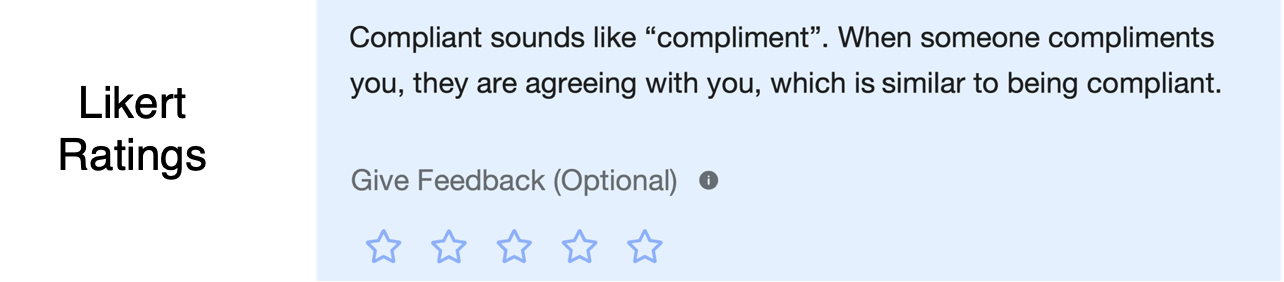 Likert
Ratings
Compliant sounds like “compliment”. When someone compliments
you, they are agreeing with you, which is similar to being compliant.
Give Feedback (Optional)